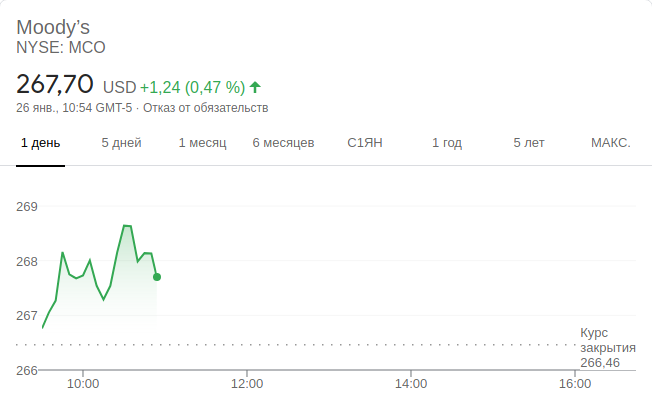 Moody’s
NYSE: MCO
267,70 USD +1,24 (0,47 %)
26 янв., 10:54 GMT-5 · Отказ от обязательств
1 день 5 дней 1 месяц 6 месяцев С1ЯН 1 год 5 лет МАКС.
269
268
267
Курс
закрытия
266,46
266
10:00 12:00 14:00 16:00